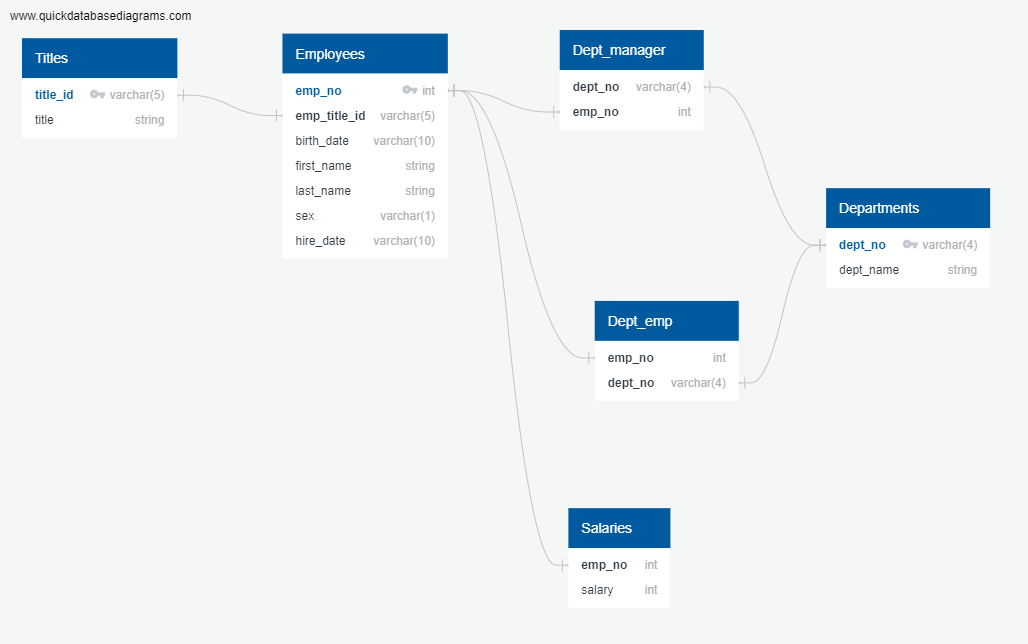 www.quickdatabasediagrams.com
Titles
title_id varchar(5)
title string
Employees
emp_no int
emp_title_id varchar(5)
birth_date varchar(10)
first_name string
last_name string
sex varchar(1)
hire_date varchar(10)
Dept_manager
dept_no varchar(4)
emp_no int
Departments
dept_no varchar(4)
dept_name string
Dept_emp
emp_no int
dept_no varchar(4)
Salaries
emp_no int
salary int